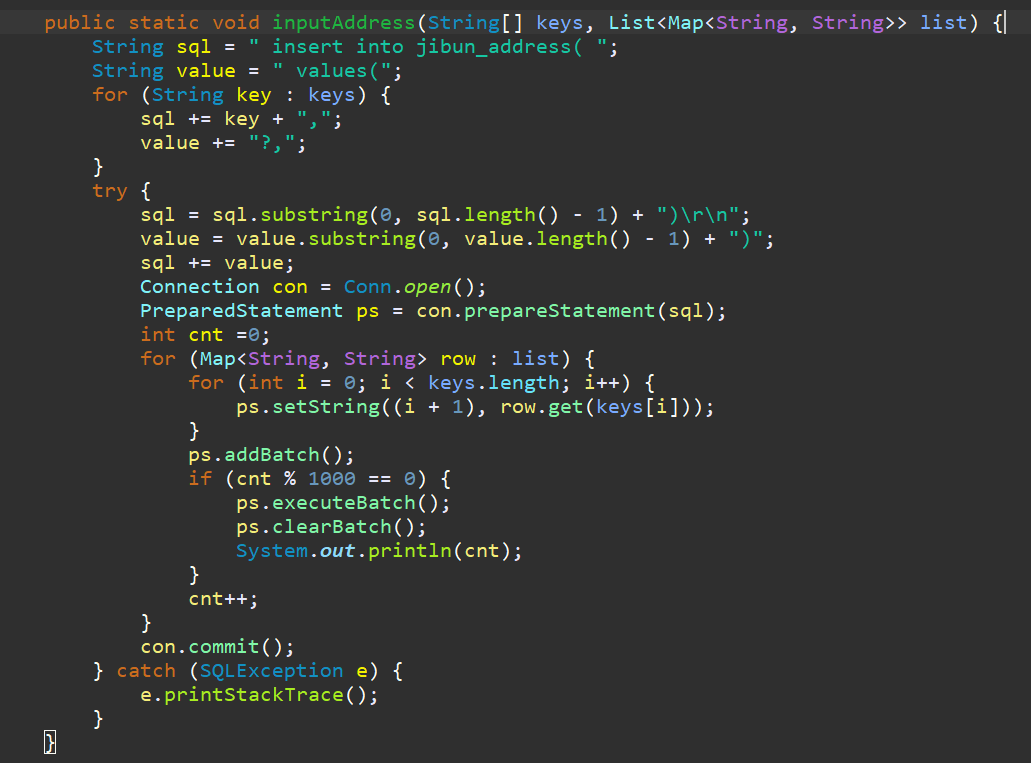 public static void inputAddress(String[] keys, List<Map<String, String>> list) {
    String sql = " insert into jibun_address( ";
    String value = " values(";
    for (String key : keys) {
        sql += key + ",";
        value += "?,";
    }
    try {
        sql = sql.substring(0, sql.length() - 1) + ")\r\n";
        value = value.substring(0, value.length() - 1) + ")";
        sql += value;
        Connection con = Conn.open();
        PreparedStatement ps = con.prepareStatement(sql);
        int cnt =0;
        for (Map<String, String> row : list) {
            for (int i = 0; i < keys.length; i++) {
                ps.setString((i + 1), row.get(keys[i]));
            }
            ps.addBatch();
            if (cnt % 1000 == 0) {
                ps.executeBatch();
                ps.clearBatch();
                System.out.println(cnt);
            }
            cnt++;
        }
        con.commit();
    } catch (SQLException e) {
        e.printStackTrace();
    }
}